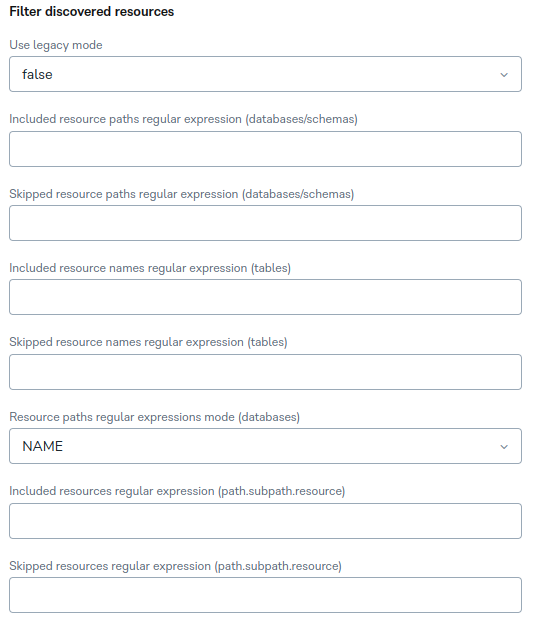 Filter discovered resources
Use legacy mode
false
Included resource paths regular expression (databases/schemas)
Skipped resource paths regular expression (databases/schemas)
Included resource names regular expression (tables)
Skipped resource names regular expression (tables)
Resource paths regular expressions mode (databases)
NAME
Included resources regular expression (path.subpath.resource)
Skipped resources regular expression (path.subpath.resource)